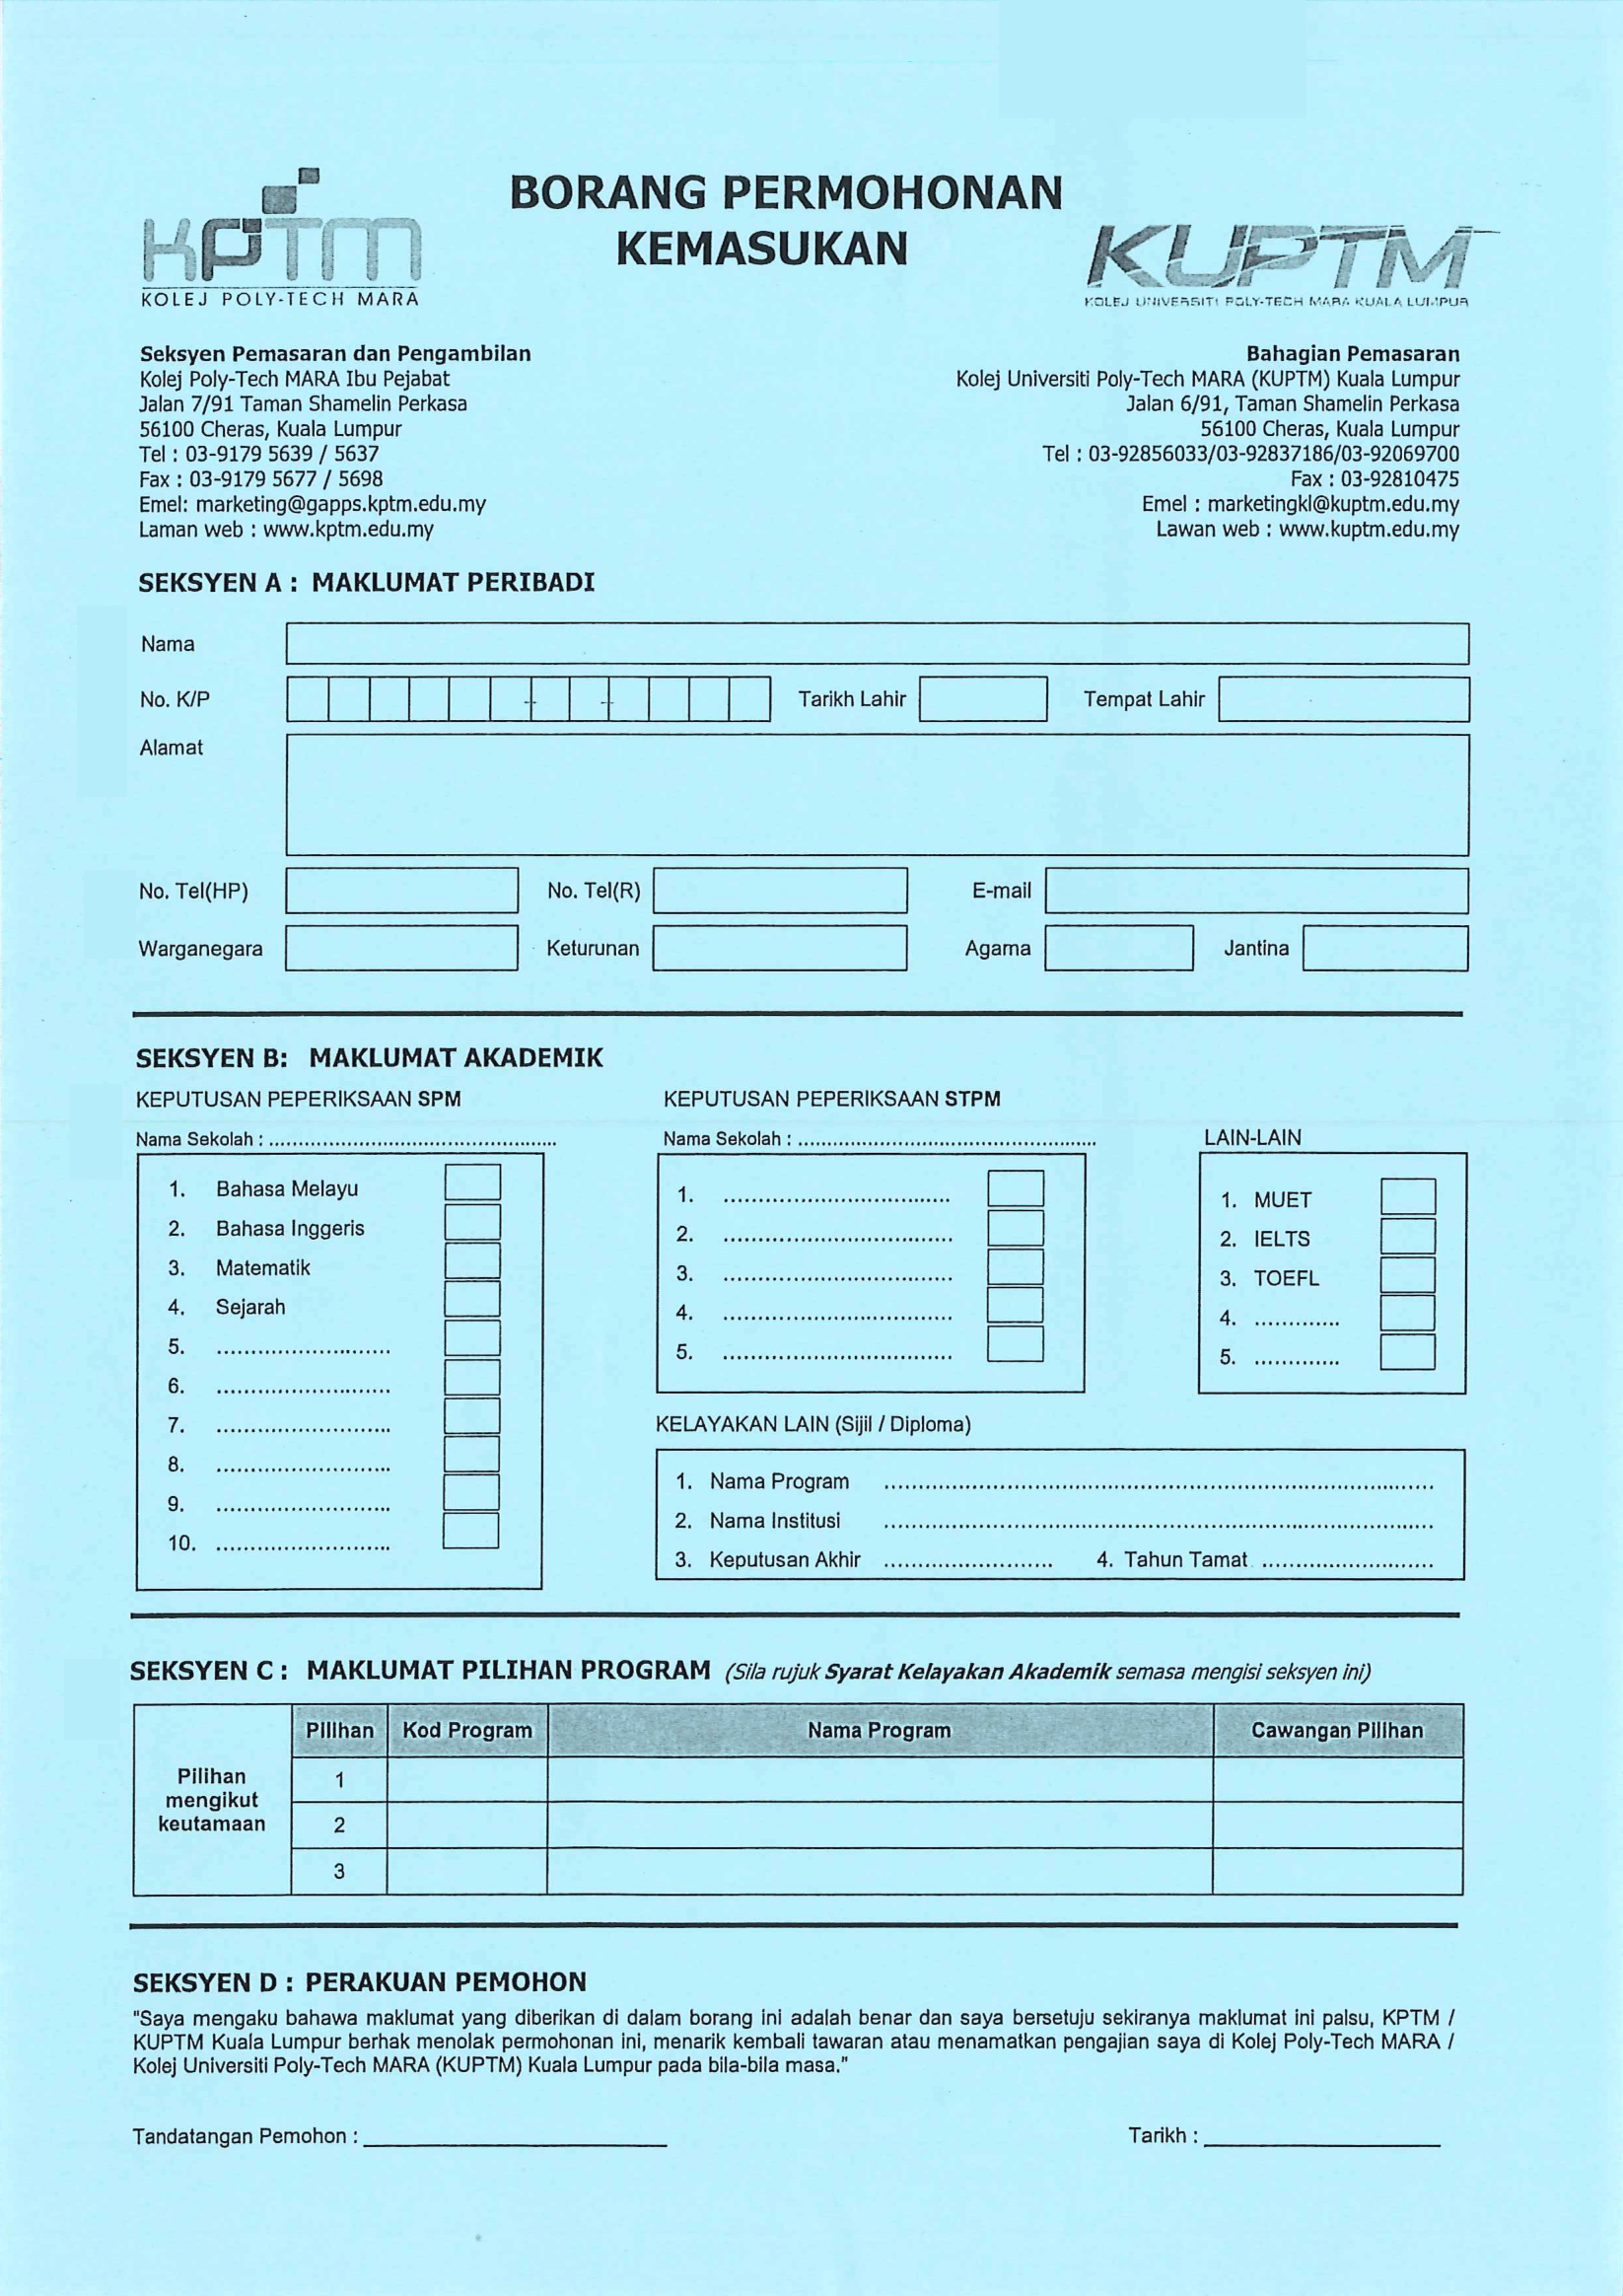 BORANG PERMOHONAN
KEMASUKAN
KPTM
KOLEJ POLY-TECH MARA
KUPTM
KOLEJ UNIVERSITI POLY-TECH MARA KUALA LUMPUR
Seksyen Pemasaran dan Pengambilan
Kolej Poly-Tech MARA Ibu Pejabat
Jalan 7/91 Taman Shamelin Perkasa
56100 Cheras, Kuala Lumpur
Tel : 03-9179 5639 / 5637
Fax : 03-9179 5677 / 5698
Emel: marketing@gapps.kptm.edu.my
Laman web : www.kptm.edu.my
Bahagian Pemasaran
Kolej Universiti Poly-Tech MARA (KUPTM) Kuala Lumpur
Jalan 6/91, Taman Shamelin Perkasa
56100 Cheras, Kuala Lumpur
Tel : 03-92856033/03-92837186/03-92069700
Fax : 03-92810475
Emel : marketingkl@kuptm.edu.my
Lawan web : www.kuptm.edu.my
SEKSYEN A : MAKLUMAT PERIBADI
Nama
No. K/P - - Tarikh Lahir Tempat Lahir
Alamat
No. Tel(HP) No. Tel(R) E-mail
Warganegara Keturunan Agama Jantina
SEKSYEN B: MAKLUMAT AKADEMIK
KEPUTUSAN PEPERIKSAAN SPM
Nama Sekolah : ................................................
1. Bahasa Melayu
2. Bahasa Inggeris
3. Matematik
4. Sejarah
5. .........................
6. .........................
7. .........................
8. .........................
9. .........................
10. .........................
KEPUTUSAN PEPERIKSAAN STPM
Nama Sekolah : ..................................................
1. .................................
2. .................................
3. .................................
4. .................................
5. .................................
LAIN-LAIN
1. MUET
2. IELTS
3. TOEFL
4. ............
5. ............
KELAYAKAN LAIN (Sijil / Diploma)
1. Nama Program ................................................................................
2. Nama Institusi ................................................................................
3. Keputusan Akhir ........................ 4. Tahun Tamat ........................
SEKSYEN C : MAKLUMAT PILIHAN PROGRAM (Sila rujuk Syarat Kelayakan Akademik semasa mengisi seksyen ini)
Pilihan Kod Program Nama Program Cawangan Pilihan
Pilihan
mengikut
keutamaan
1
2
3
SEKSYEN D : PERAKUAN PEMOHON
"Saya mengaku bahawa maklumat yang diberikan di dalam borang ini adalah benar dan saya bersetuju sekiranya maklumat ini palsu, KPTM /
KUPTM Kuala Lumpur berhak menolak permohonan ini, menarik kembali tawaran atau menamatkan pengajian saya di Kolej Poly-Tech MARA /
Kolej Universiti Poly-Tech MARA (KUPTM) Kuala Lumpur pada bila-bila masa."
Tandatangan Pemohon : ____________________ Tarikh : ____________________